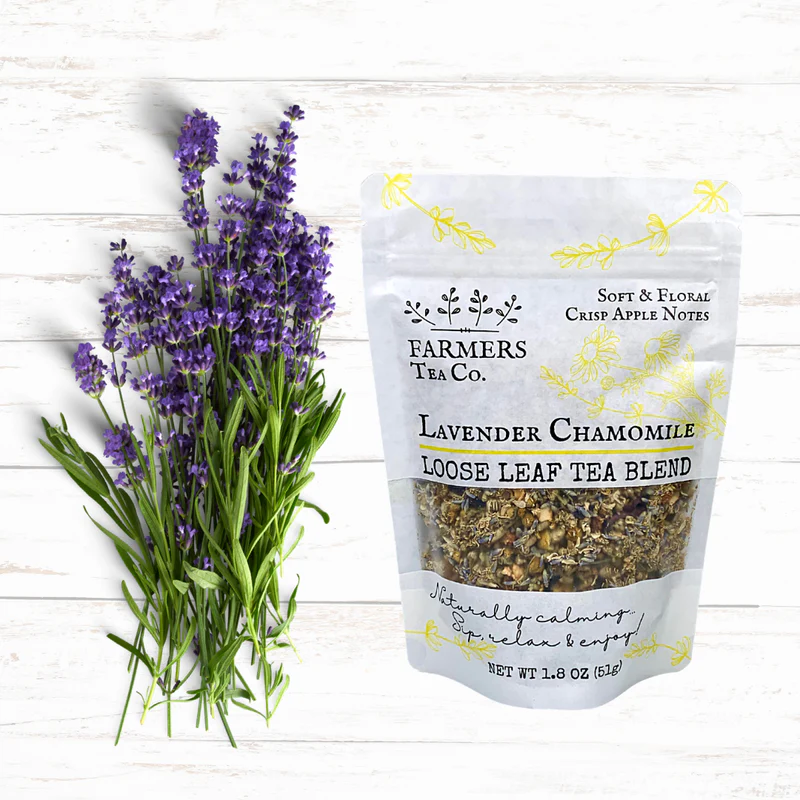 Soft & Floral
Crisp Apple Notes
FARMERS
Tea Co.
Lavender Chamomile
LOOSE LEAF TEA BLEND
Naturally calming...
Sip, relax & enjoy!
NET WT 1.8 OZ (51g)